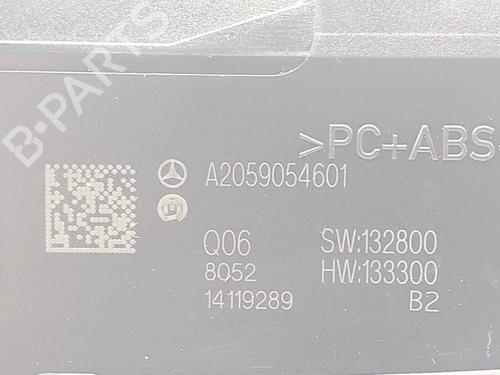 B-PARTS
>PC+ABS
A2059054601
Q06 SW:132800
8052 HW:133300
14119289 B2